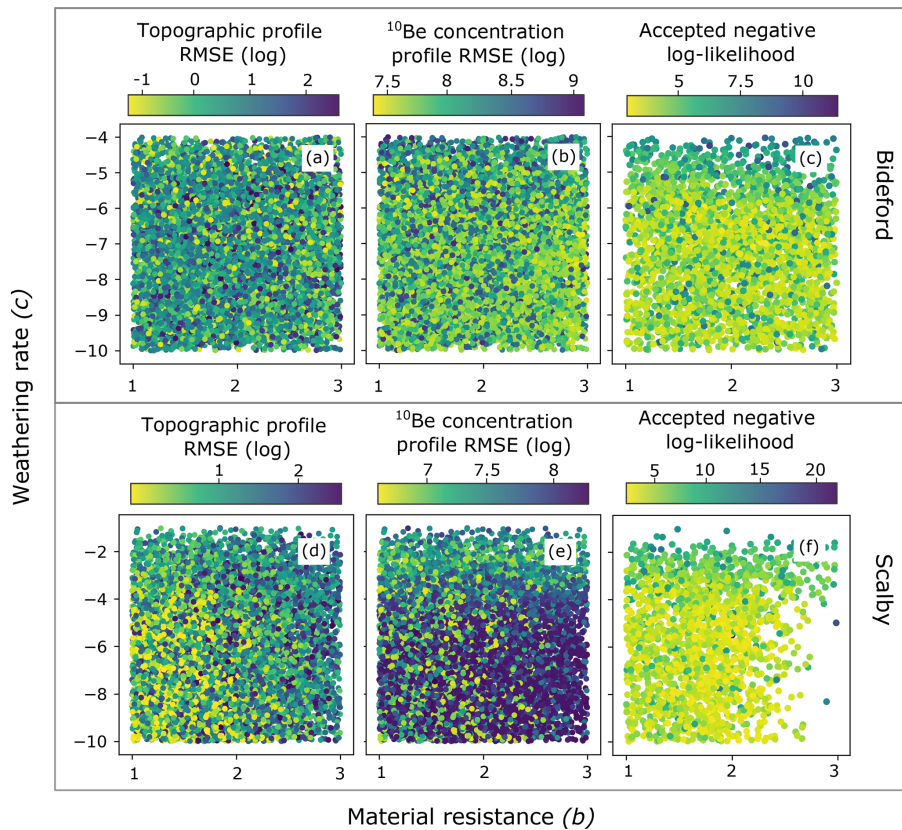 Topographic profile
RMSE (log)
-1 0 1 2
¹⁰Be concentration
profile RMSE (log)
7.5 8 8.5 9
Accepted negative
log-likelihood
5 7.5 10
(a)
(b)
(c)
−4
−5
−6
−7
−8
−9
−10
1 2 3
1 2 3
1 2 3
Bideford
Weathering rate (c)
Topographic profile
RMSE (log)
1 2
¹⁰Be concentration
profile RMSE (log)
7 7.5 8
Accepted negative
log-likelihood
5 10 15 20
(d)
(e)
(f)
−2
−4
−6
−8
−10
1 2 3
1 2 3
1 2 3
Scalby
Material resistance (b)